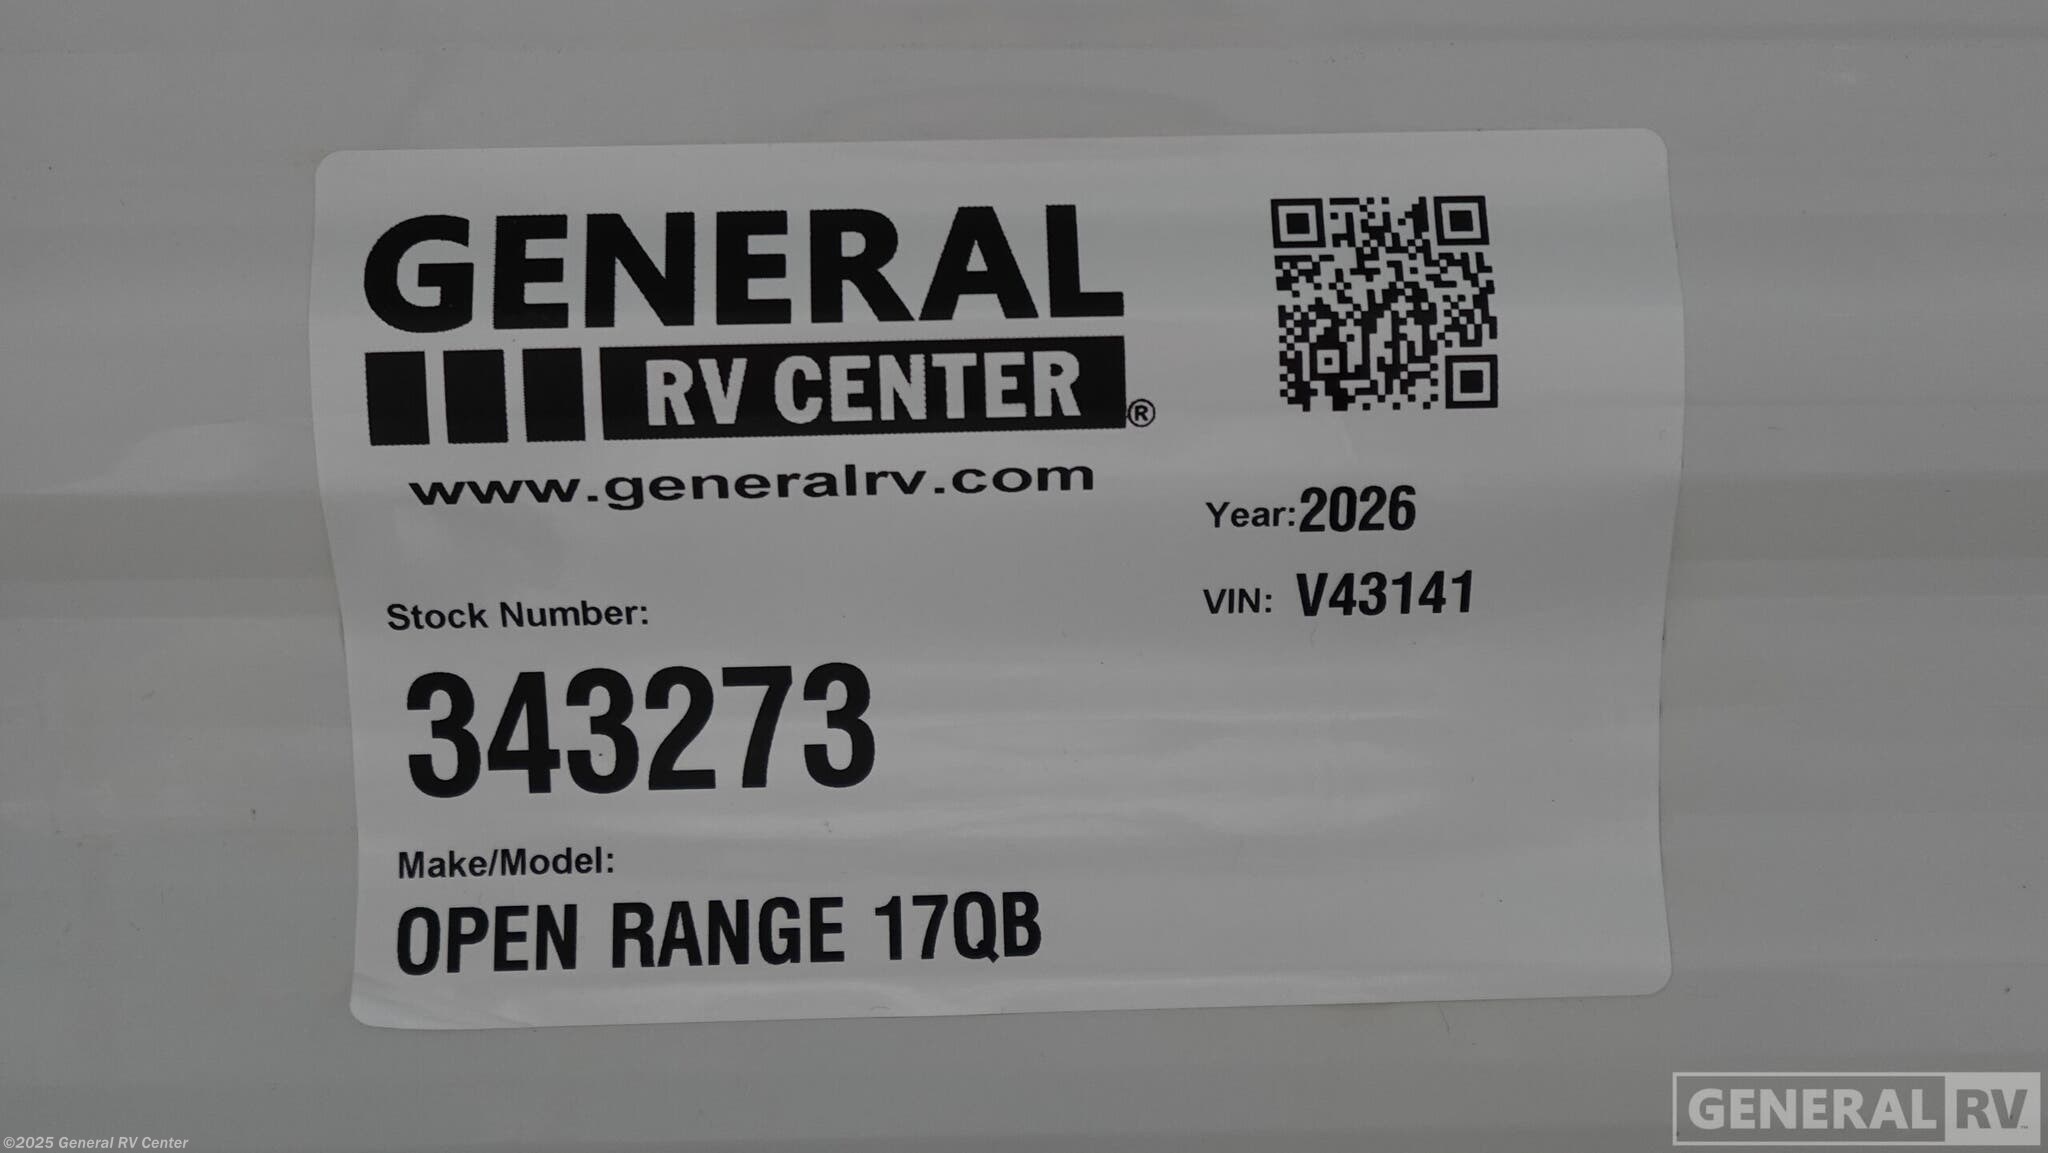 GENERAL
RV CENTER®
www.generalrv.com
Year:2026
VIN: V43141
Stock Number:
343273
Make/Model:
OPEN RANGE 17QB
©2025 General RV Center
GENERAL RV™